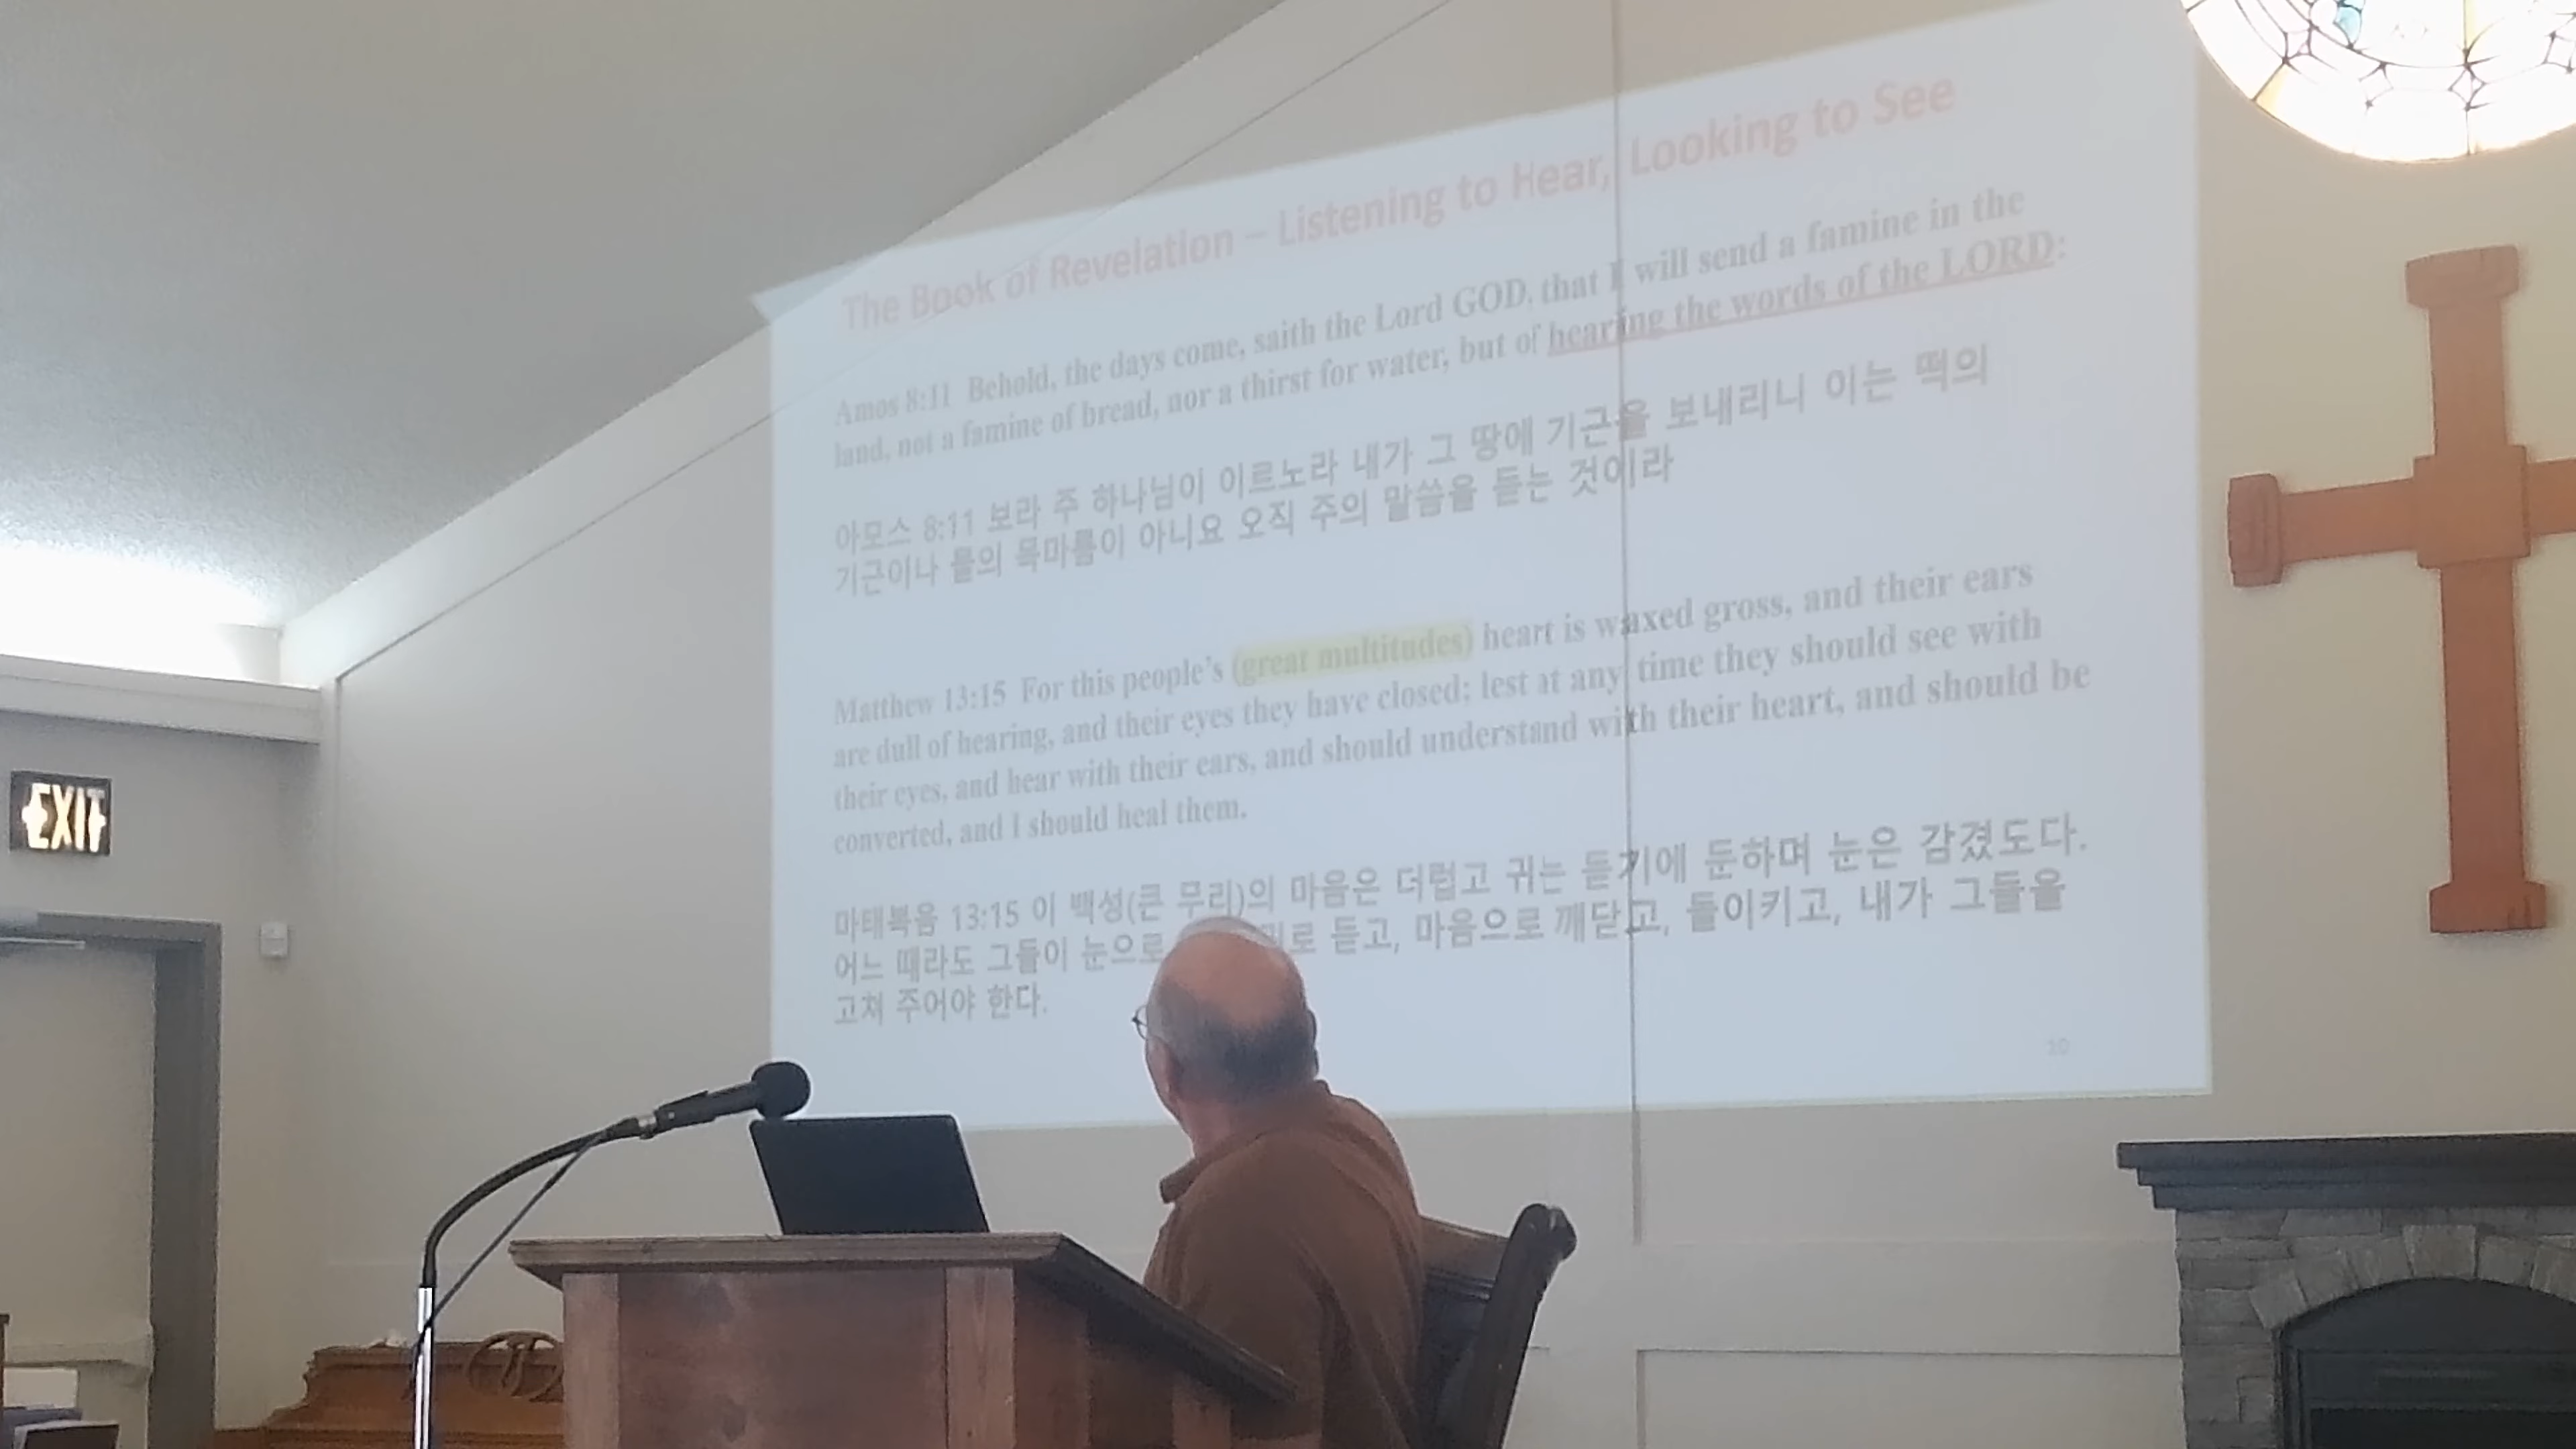 The Book of Revelation – Listening to Hear, Looking to See
Amos 8:11 Behold, the days come, saith the Lord GOD, that I will send a famine in the
land, not a famine of bread, nor a thirst for water, but of hearing the words of the LORD:
아모스 8:11 보라 주 하나님이 이르노라 내가 그 땅에 기근을 보내리니 이는 떡의
기근이나 물의 목마름이 아니요 오직 주의 말씀을 듣는 것이라
Matthew 13:15 For this people's (great multitudes) heart is waxed gross, and their ears
are dull of hearing, and their eyes they have closed; lest at any time they should see with
their eyes, and hear with their ears, and should understand with their heart, and should be
converted, and I should heal them.
마태복음 13:15 이 백성(큰 무리)의 마음은 더럽고 귀는 듣기에 둔하며 눈은 감겼도다.
어느 때라도 그들이 눈으로 듣고, 마음으로 깨닫고, 돌이키고, 내가 그들을
고쳐 주어야 한다.
10
EXIT